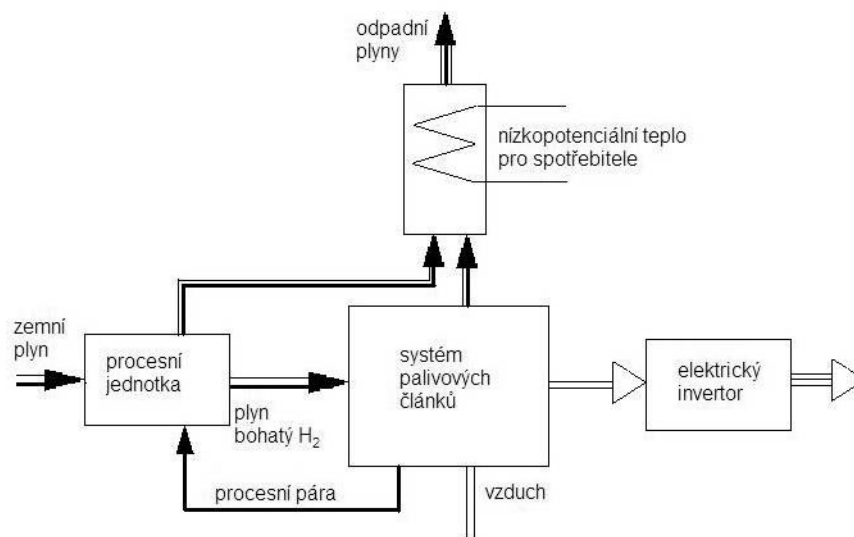 odpadní
plyny
nízkopotenciální teplo
pro spotřebitele
zemní
plyn
procesní
jednotka
systém
palivových
článků
elektrický
invertor
plyn
bohatý H₂
procesní pára
vzduch